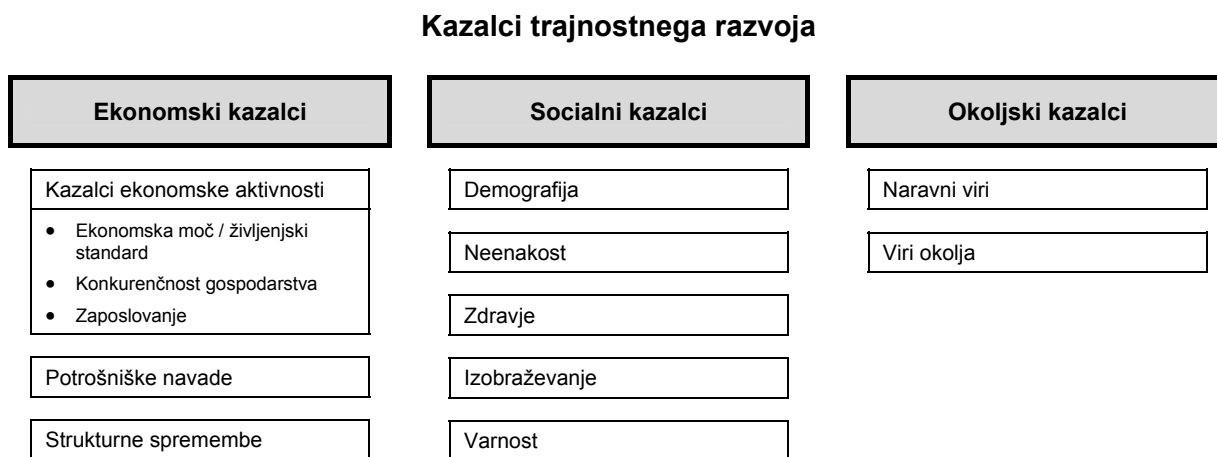 Kazalci trajnostnega razvoja
Ekonomski kazalci
Kazalci ekonomske aktivnosti
• Ekonomska moč / življenjski
standard
• Konkurenčnost gospodarstva
• Zaposlovanje
Potrošniške navade
Strukturne spremembe
Socialni kazalci
Demografija
Neenakost
Zdravje
Izobraževanje
Varnost
Okoljski kazalci
Naravni viri
Viri okolja